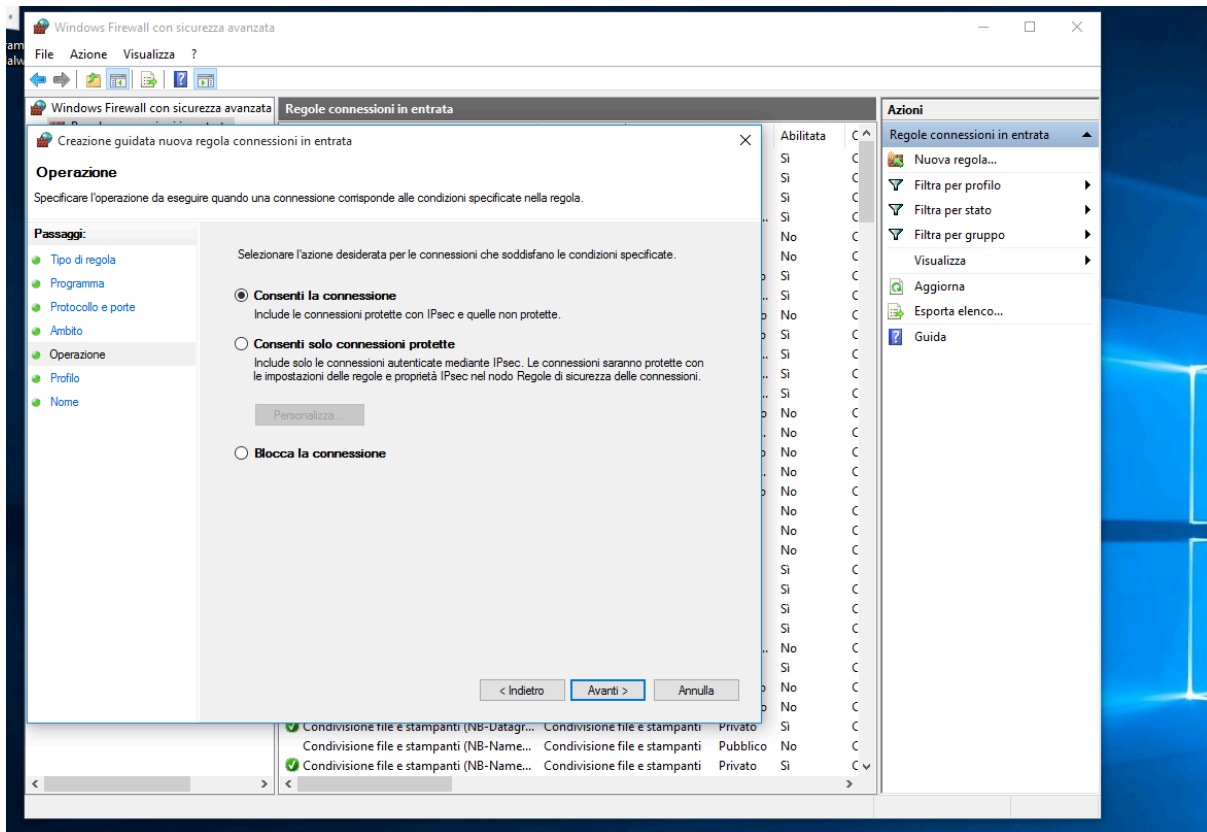 ram
alw
Windows Firewall con sicurezza avanzata
File Azione Visualizza ?
Windows Firewall con sicurezza avanzata
Regole connessioni in entrata
Azioni
Regole connessioni in entrata
Nuova regola...
Filtra per profilo
Filtra per stato
Filtra per gruppo
Visualizza
Aggiorna
Esporta elenco...
Guida
Creazione guidata nuova regola connessioni in entrata
Operazione
Specificare l'operazione da eseguire quando una connessione corrisponde alle condizioni specificate nella regola.
Passaggi:
Tipo di regola
Programma
Protocollo e porte
Ambito
Operazione
Profilo
Nome
Selezionare l'azione desiderata per le connessioni che soddisfano le condizioni specificate.
Consenti la connessione
Include le connessioni protette con IPsec e quelle non protette.
Consenti solo connessioni protette
Include solo le connessioni autenticate mediante IPsec. Le connessioni saranno protette con
le impostazioni delle regole e proprietà IPsec nel nodo Regole di sicurezza delle connessioni.
Personalizza...
Blocca la connessione
< Indietro Avanti > Annulla
Abilitata C
Sì C
Sì C
Sì C
Sì C
No C
No C
Sì C
Sì C
No C
Sì C
Sì C
Sì C
Sì C
No C
No C
No C
No C
No C
No C
No C
No C
Sì C
Sì C
Sì C
Sì C
No C
Sì C
No C
No C
Condivisione file e stampanti (NB-Datagr... Condivisione file e stampanti Privato Sì C
Condivisione file e stampanti (NB-Name... Condivisione file e stampanti Pubblico No C
Condivisione file e stampanti (NB-Name... Condivisione file e stampanti Privato Sì C